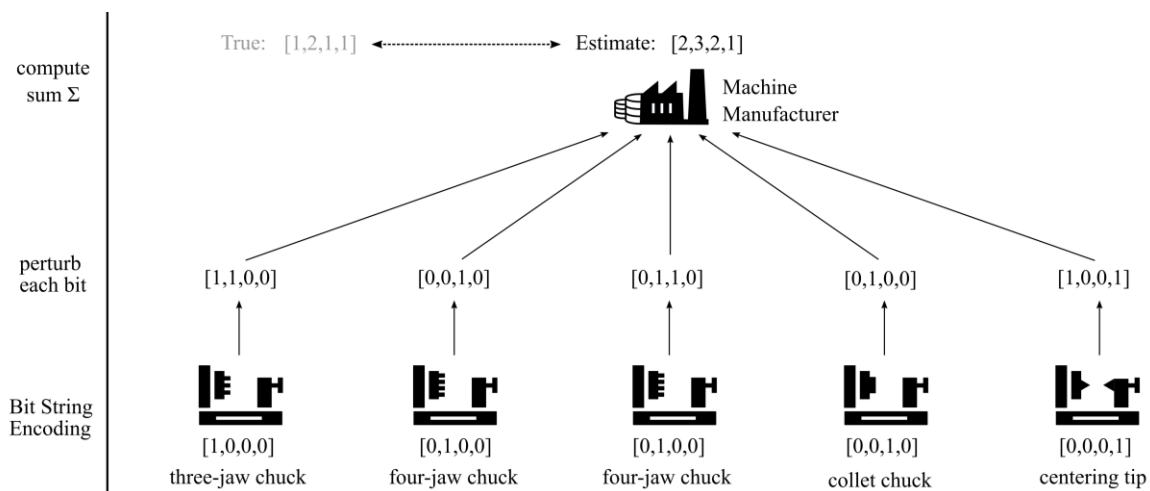 True: [1,2,1,1]
Estimate: [2,3,2,1]
compute
sum Σ
Machine
Manufacturer
perturb
each bit
[1,1,0,0]
[0,0,1,0]
[0,1,1,0]
[0,1,0,0]
[1,0,0,1]
Bit String
Encoding
[1,0,0,0]
[0,1,0,0]
[0,1,0,0]
[0,0,1,0]
[0,0,0,1]
three-jaw chuck
four-jaw chuck
four-jaw chuck
collet chuck
centering tip